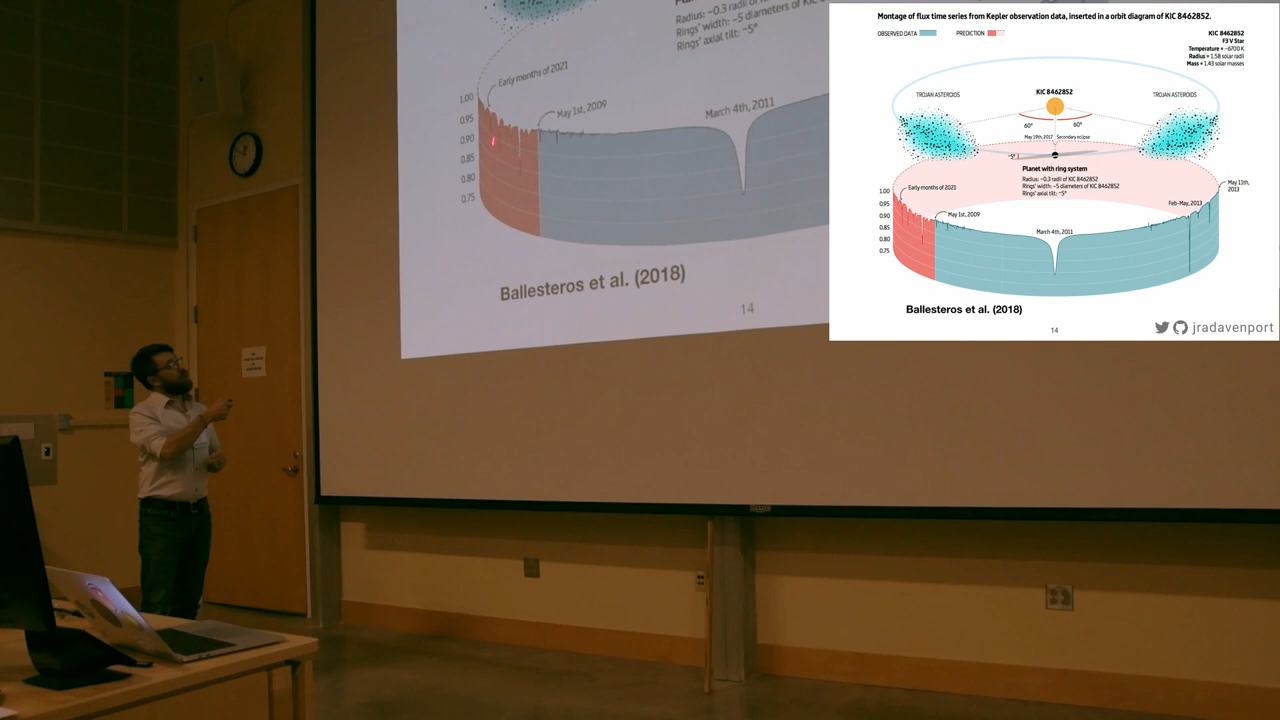 Radius: ~0.3 radii of KIC
Rings' width: ~5 diameters of KIC
Rings' axial tilt: ~5°
Early months of 2021
May 1st, 2009
March 4th, 2011
1.00
0.95
0.90
0.85
0.80
0.75
Ballesteros et al. (2018)
14
Montage of flux time series from Kepler observation data, inserted in a orbit diagram of KIC 8462852.
OBSERVED DATA PREDICTION
KIC 8462852
F3 V Star
Temperature = ~6700 K
Radius = 1,58 solar radii
Mass = 1,43 solar masses
TROJAN ASTEROIDS
KIC 8462852
TROJAN ASTEROIDS
60° 60°
May 19th, 2017 Secondary eclipse
~5°
Planet with ring system
Radius: ~0.3 radii of KIC 8462852
Rings' width: ~5 diameters of KIC 8462852
Rings' axial tilt: ~5°
Early months of 2021
May 1st, 2009
March 4th, 2011
Feb-May, 2013
May 11th,
2013
1.00
0.95
0.90
0.85
0.80
0.75
Ballesteros et al. (2018)
14
jradavenport